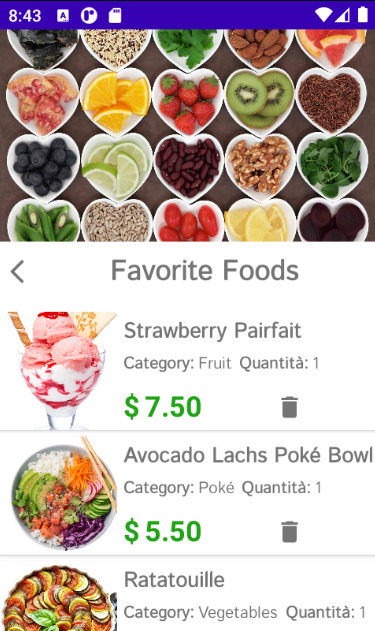 8:43
Favorite Foods
Strawberry Pairfait
Category: Fruit Quantità: 1
$ 7.50
Avocado Lachs Poké Bowl
Category: Poké Quantità: 1
$ 5.50
Ratatouille
Category: Vegetables Quantità: 1